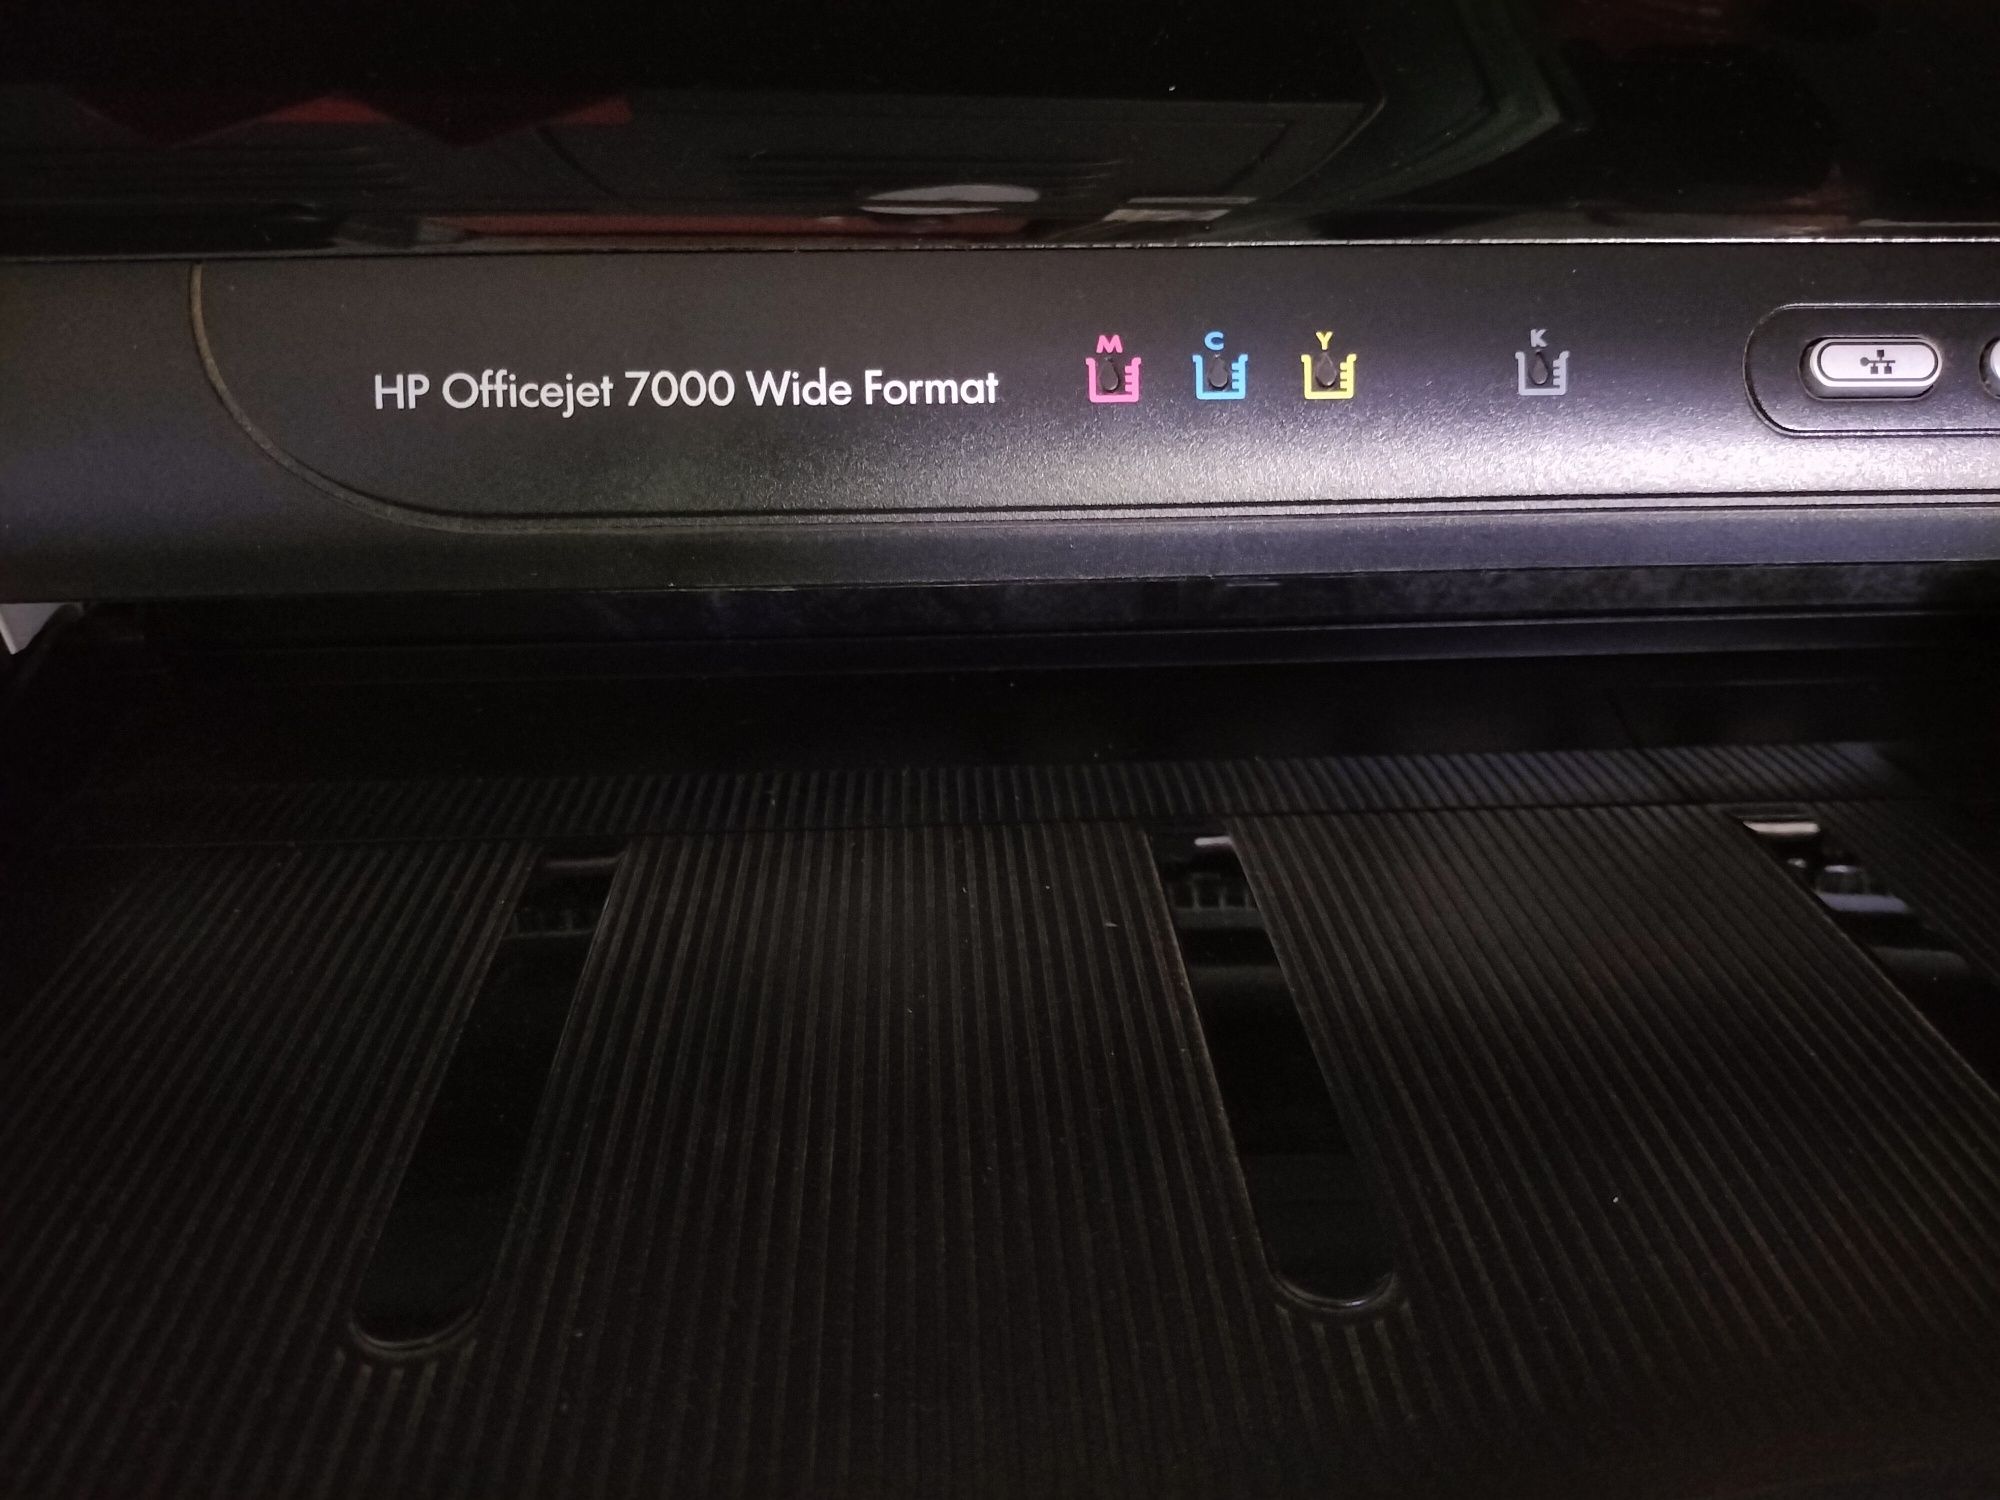 HP Officejet 7000 Wide Format
M C Y K